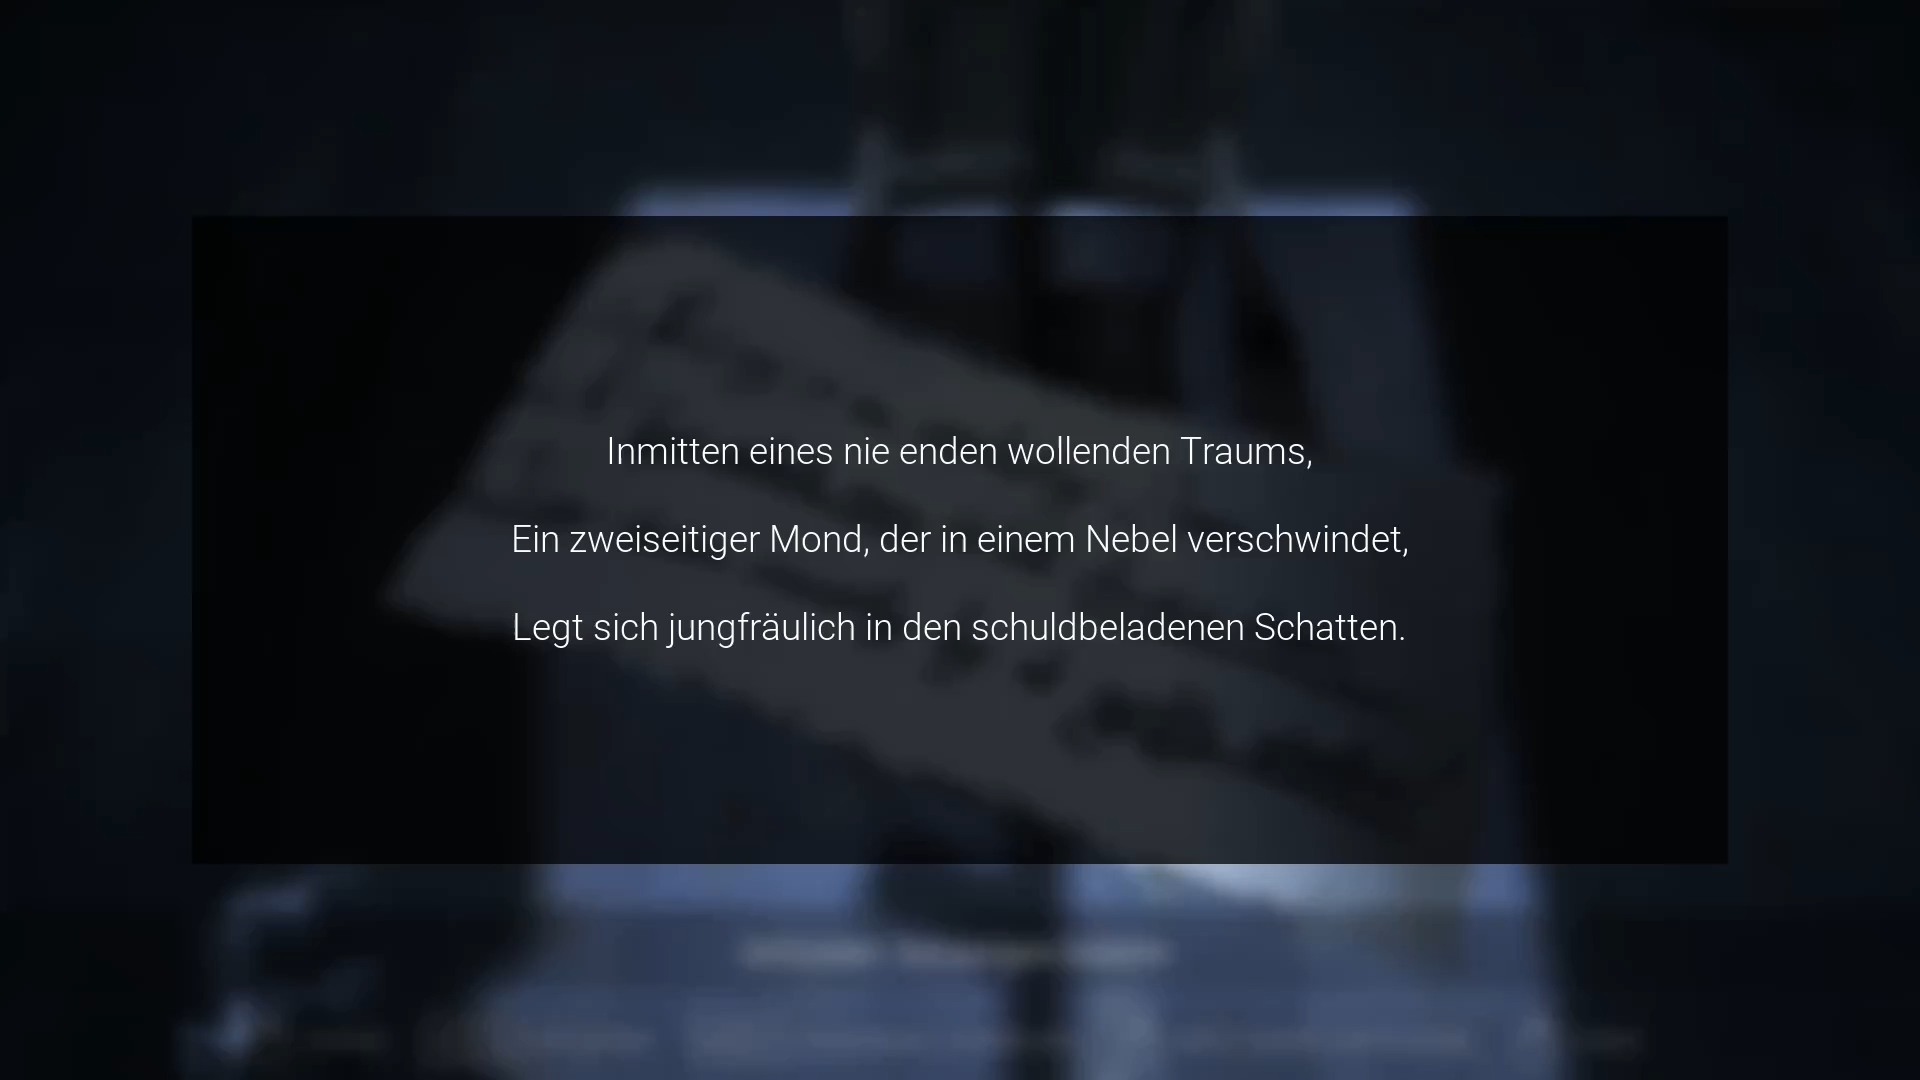 Inmitten eines nie enden wollenden Traums,
Ein zweiseitiger Mond, der in einem Nebel verschwindet,
Legt sich jungfräulich in den schuldbeladenen Schatten.